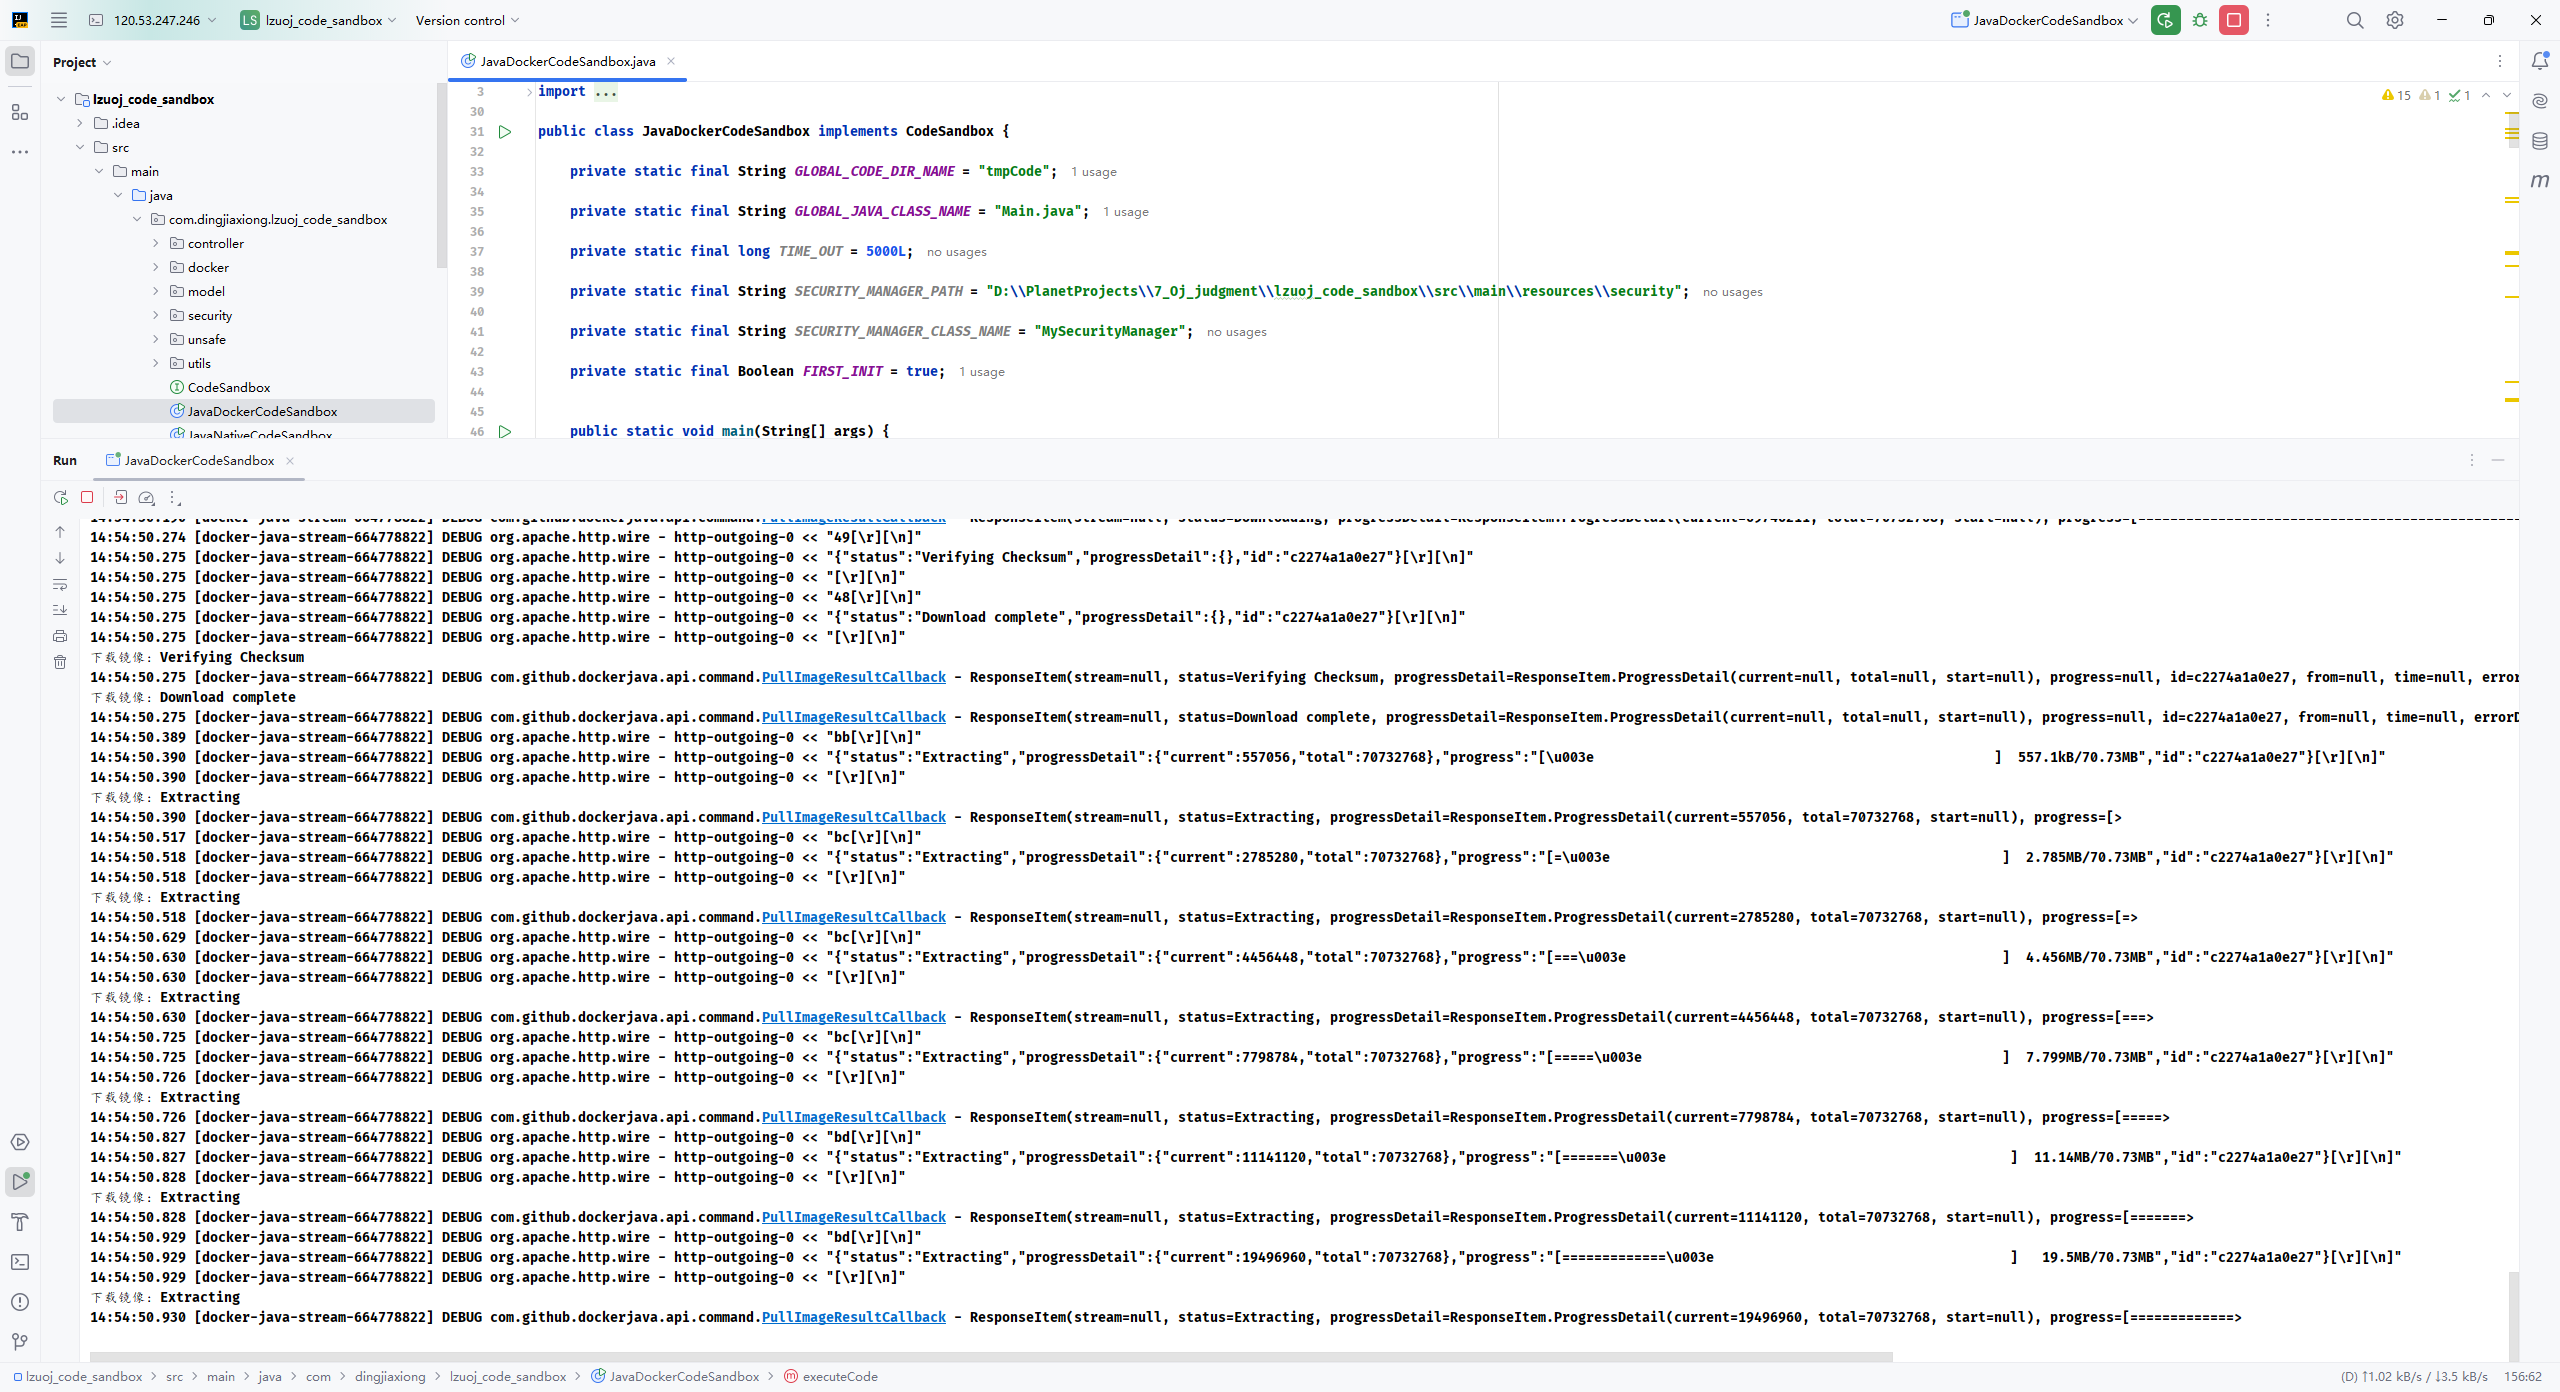 120.53.247.246
LS lzuoj_code_sandbox
Version control
JavaDockerCodeSandbox
Project
JavaDockerCodeSandbox.java
lzuoj_code_sandbox
.idea
src
main
java
com.dingjiaxiong.lzuoj_code_sandbox
controller
docker
model
security
unsafe
utils
CodeSandbox
JavaDockerCodeSandbox
JavaNativeCodeSandbox
15 1 1
3 import ...
30
31 public class JavaDockerCodeSandbox implements CodeSandbox {
32
33 private static final String GLOBAL_CODE_DIR_NAME = "tmpCode"; 1 usage
34
35 private static final String GLOBAL_JAVA_CLASS_NAME = "Main.java"; 1 usage
36
37 private static final long TIME_OUT = 5000L; no usages
38
39 private static final String SECURITY_MANAGER_PATH = "D:\\PlanetProjects\\7_Oj_judgment\\lzuoj_code_sandbox\\src\\main\\resources\\security"; no usages
40
41 private static final String SECURITY_MANAGER_CLASS_NAME = "MySecurityManager"; no usages
42
43 private static final Boolean FIRST_INIT = true; 1 usage
44
45
46 public static void main(String[] args) {
Run JavaDockerCodeSandbox
14:54:50.190 [docker-java-stream-664778822] DEBUG com.github.dockerjava.api.command.PullImageResultCallback - ResponseItem(stream=null, status=Downloading, progressDetail=ResponseItem.ProgressDetail(current=69746211, total=70732768, start=null), progress=[=================================================
14:54:50.274 [docker-java-stream-664778822] DEBUG org.apache.http.wire - http-outgoing-0 << "49[\r][\n]"
14:54:50.275 [docker-java-stream-664778822] DEBUG org.apache.http.wire - http-outgoing-0 << "{"status":"Verifying Checksum","progressDetail":{},"id":"c2274a1a0e27"}[\r][\n]"
14:54:50.275 [docker-java-stream-664778822] DEBUG org.apache.http.wire - http-outgoing-0 << "[\r][\n]"
14:54:50.275 [docker-java-stream-664778822] DEBUG org.apache.http.wire - http-outgoing-0 << "48[\r][\n]"
14:54:50.275 [docker-java-stream-664778822] DEBUG org.apache.http.wire - http-outgoing-0 << "{"status":"Download complete","progressDetail":{},"id":"c2274a1a0e27"}[\r][\n]"
14:54:50.275 [docker-java-stream-664778822] DEBUG org.apache.http.wire - http-outgoing-0 << "[\r][\n]"
下载镜像: Verifying Checksum
14:54:50.275 [docker-java-stream-664778822] DEBUG com.github.dockerjava.api.command.PullImageResultCallback - ResponseItem(stream=null, status=Verifying Checksum, progressDetail=ResponseItem.ProgressDetail(current=null, total=null, start=null), progress=null, id=c2274a1a0e27, from=null, time=null, error
下载镜像: Download complete
14:54:50.275 [docker-java-stream-664778822] DEBUG com.github.dockerjava.api.command.PullImageResultCallback - ResponseItem(stream=null, status=Download complete, progressDetail=ResponseItem.ProgressDetail(current=null, total=null, start=null), progress=null, id=c2274a1a0e27, from=null, time=null, errorD
14:54:50.389 [docker-java-stream-664778822] DEBUG org.apache.http.wire - http-outgoing-0 << "bb[\r][\n]"
14:54:50.390 [docker-java-stream-664778822] DEBUG org.apache.http.wire - http-outgoing-0 << "{"status":"Extracting","progressDetail":{"current":557056,"total":70732768},"progress":"[\u003e ] 557.1kB/70.73MB","id":"c2274a1a0e27"}[\r][\n]"
14:54:50.390 [docker-java-stream-664778822] DEBUG org.apache.http.wire - http-outgoing-0 << "[\r][\n]"
下载镜像: Extracting
14:54:50.390 [docker-java-stream-664778822] DEBUG com.github.dockerjava.api.command.PullImageResultCallback - ResponseItem(stream=null, status=Extracting, progressDetail=ResponseItem.ProgressDetail(current=557056, total=70732768, start=null), progress=[>
14:54:50.517 [docker-java-stream-664778822] DEBUG org.apache.http.wire - http-outgoing-0 << "bc[\r][\n]"
14:54:50.518 [docker-java-stream-664778822] DEBUG org.apache.http.wire - http-outgoing-0 << "{"status":"Extracting","progressDetail":{"current":2785280,"total":70732768},"progress":"[=\u003e ] 2.785MB/70.73MB","id":"c2274a1a0e27"}[\r][\n]"
14:54:50.518 [docker-java-stream-664778822] DEBUG org.apache.http.wire - http-outgoing-0 << "[\r][\n]"
下载镜像: Extracting
14:54:50.518 [docker-java-stream-664778822] DEBUG com.github.dockerjava.api.command.PullImageResultCallback - ResponseItem(stream=null, status=Extracting, progressDetail=ResponseItem.ProgressDetail(current=2785280, total=70732768, start=null), progress=[=>
14:54:50.629 [docker-java-stream-664778822] DEBUG org.apache.http.wire - http-outgoing-0 << "bc[\r][\n]"
14:54:50.630 [docker-java-stream-664778822] DEBUG org.apache.http.wire - http-outgoing-0 << "{"status":"Extracting","progressDetail":{"current":4456448,"total":70732768},"progress":"[===\u003e ] 4.456MB/70.73MB","id":"c2274a1a0e27"}[\r][\n]"
14:54:50.630 [docker-java-stream-664778822] DEBUG org.apache.http.wire - http-outgoing-0 << "[\r][\n]"
下载镜像: Extracting
14:54:50.630 [docker-java-stream-664778822] DEBUG com.github.dockerjava.api.command.PullImageResultCallback - ResponseItem(stream=null, status=Extracting, progressDetail=ResponseItem.ProgressDetail(current=4456448, total=70732768, start=null), progress=[===>
14:54:50.725 [docker-java-stream-664778822] DEBUG org.apache.http.wire - http-outgoing-0 << "bc[\r][\n]"
14:54:50.725 [docker-java-stream-664778822] DEBUG org.apache.http.wire - http-outgoing-0 << "{"status":"Extracting","progressDetail":{"current":7798784,"total":70732768},"progress":"[=====\u003e ] 7.799MB/70.73MB","id":"c2274a1a0e27"}[\r][\n]"
14:54:50.726 [docker-java-stream-664778822] DEBUG org.apache.http.wire - http-outgoing-0 << "[\r][\n]"
下载镜像: Extracting
14:54:50.726 [docker-java-stream-664778822] DEBUG com.github.dockerjava.api.command.PullImageResultCallback - ResponseItem(stream=null, status=Extracting, progressDetail=ResponseItem.ProgressDetail(current=7798784, total=70732768, start=null), progress=[=====>
14:54:50.827 [docker-java-stream-664778822] DEBUG org.apache.http.wire - http-outgoing-0 << "bd[\r][\n]"
14:54:50.827 [docker-java-stream-664778822] DEBUG org.apache.http.wire - http-outgoing-0 << "{"status":"Extracting","progressDetail":{"current":11141120,"total":70732768},"progress":"[=======\u003e ] 11.14MB/70.73MB","id":"c2274a1a0e27"}[\r][\n]"
14:54:50.828 [docker-java-stream-664778822] DEBUG org.apache.http.wire - http-outgoing-0 << "[\r][\n]"
下载镜像: Extracting
14:54:50.828 [docker-java-stream-664778822] DEBUG com.github.dockerjava.api.command.PullImageResultCallback - ResponseItem(stream=null, status=Extracting, progressDetail=ResponseItem.ProgressDetail(current=11141120, total=70732768, start=null), progress=[=======>
14:54:50.929 [docker-java-stream-664778822] DEBUG org.apache.http.wire - http-outgoing-0 << "bd[\r][\n]"
14:54:50.929 [docker-java-stream-664778822] DEBUG org.apache.http.wire - http-outgoing-0 << "{"status":"Extracting","progressDetail":{"current":19496960,"total":70732768},"progress":"[=============\u003e ] 19.5MB/70.73MB","id":"c2274a1a0e27"}[\r][\n]"
14:54:50.929 [docker-java-stream-664778822] DEBUG org.apache.http.wire - http-outgoing-0 << "[\r][\n]"
下载镜像: Extracting
14:54:50.930 [docker-java-stream-664778822] DEBUG com.github.dockerjava.api.command.PullImageResultCallback - ResponseItem(stream=null, status=Extracting, progressDetail=ResponseItem.ProgressDetail(current=19496960, total=70732768, start=null), progress=[=============>
lzuoj_code_sandbox > src > main > java > com > dingjiaxiong > lzuoj_code_sandbox > JavaDockerCodeSandbox > executeCode
(D) ↑1.02 kB/s / ↓3.5 kB/s 156:62